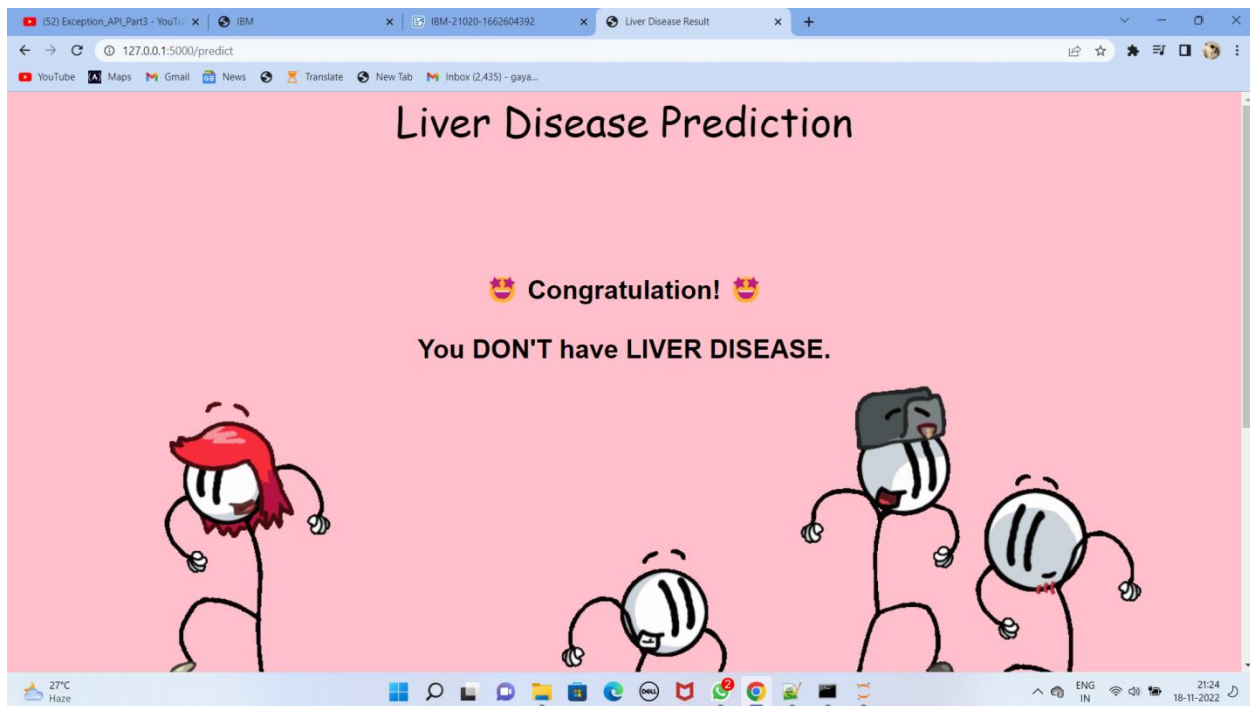 (52) Exception_API_Part3 - YouTu
IBM
IBM-21020-1662604392
Liver Disease Result
127.0.0.1:5000/predict
YouTube Maps Gmail News Translate New Tab Inbox (2,435) - gaya...
Liver Disease Prediction
🤩 Congratulation! 🤩
You DON'T have LIVER DISEASE.
27°C
Haze
DELL
2
ENG
IN
21:24
18-11-2022